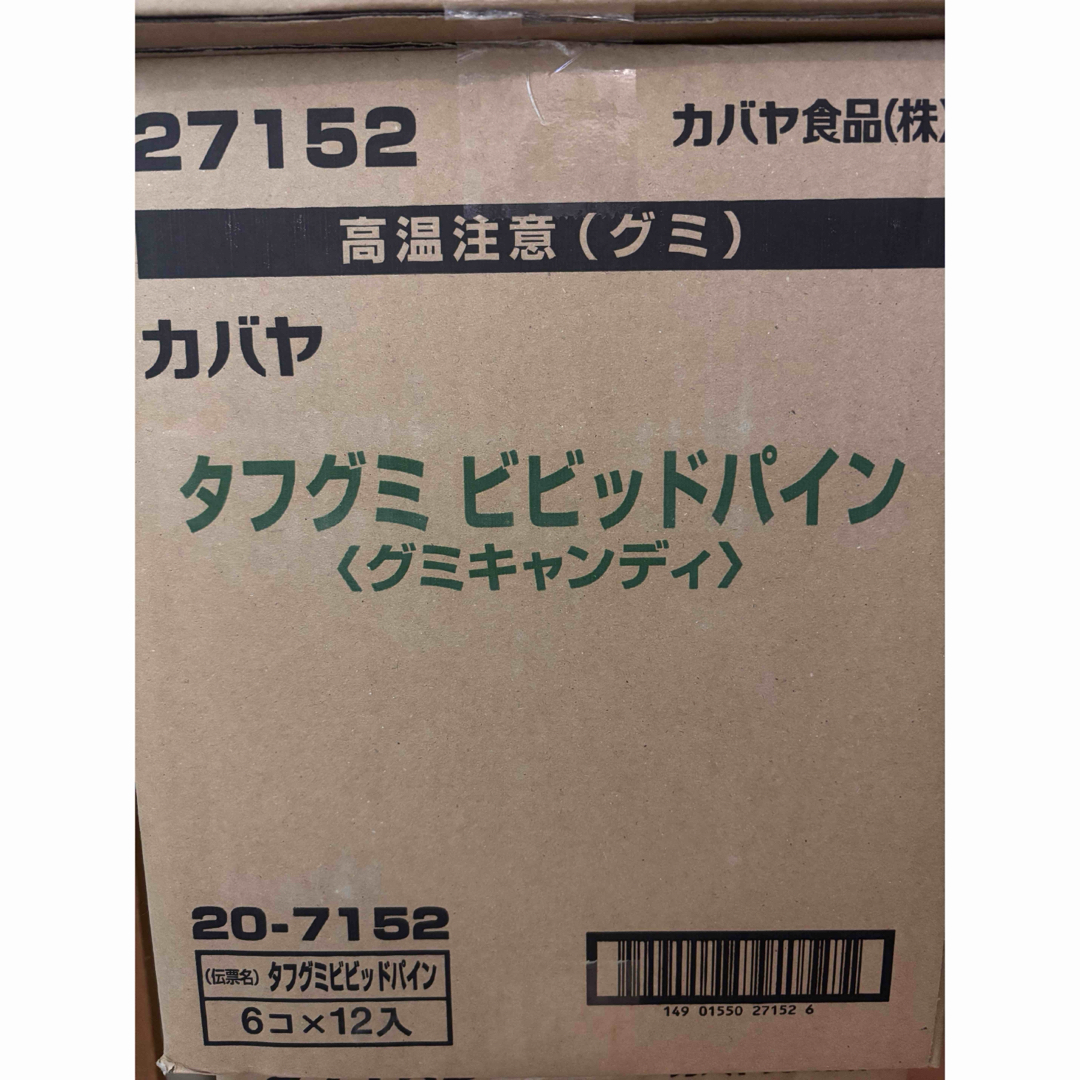 27152
カバヤ食品(株)
高温注意(グミ)
カバヤ
タフグミ ビビッドパイン
〈グミキャンディ〉
20-7152
(伝票名) タフグミビビッドパイン
6コ×12入
149 01550 27152 6